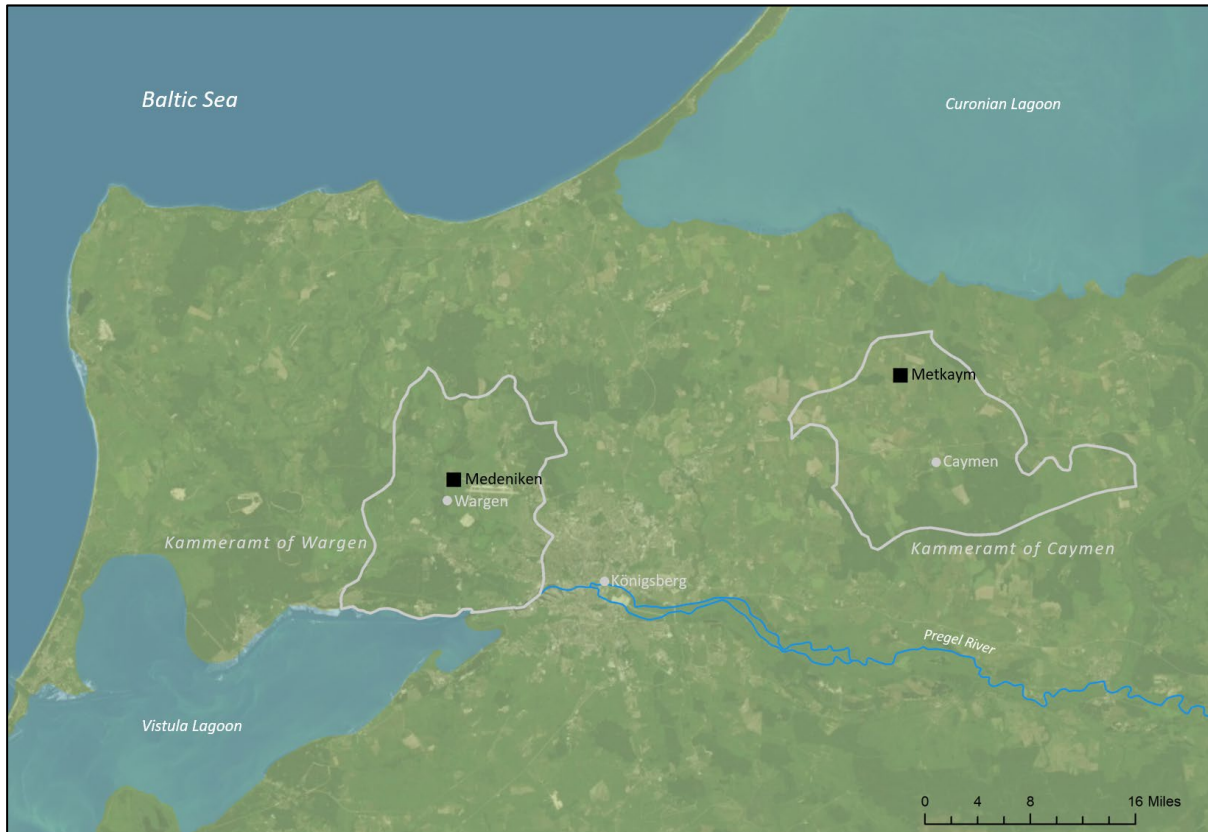 Baltic Sea
Curonian Lagoon
Metkaym
Caymen
Medeniken
Wargen
Kammeramt of Wargen
Kammeramt of Caymen
Königsberg
Pregel River
Vistula Lagoon
0 4 8 16 Miles